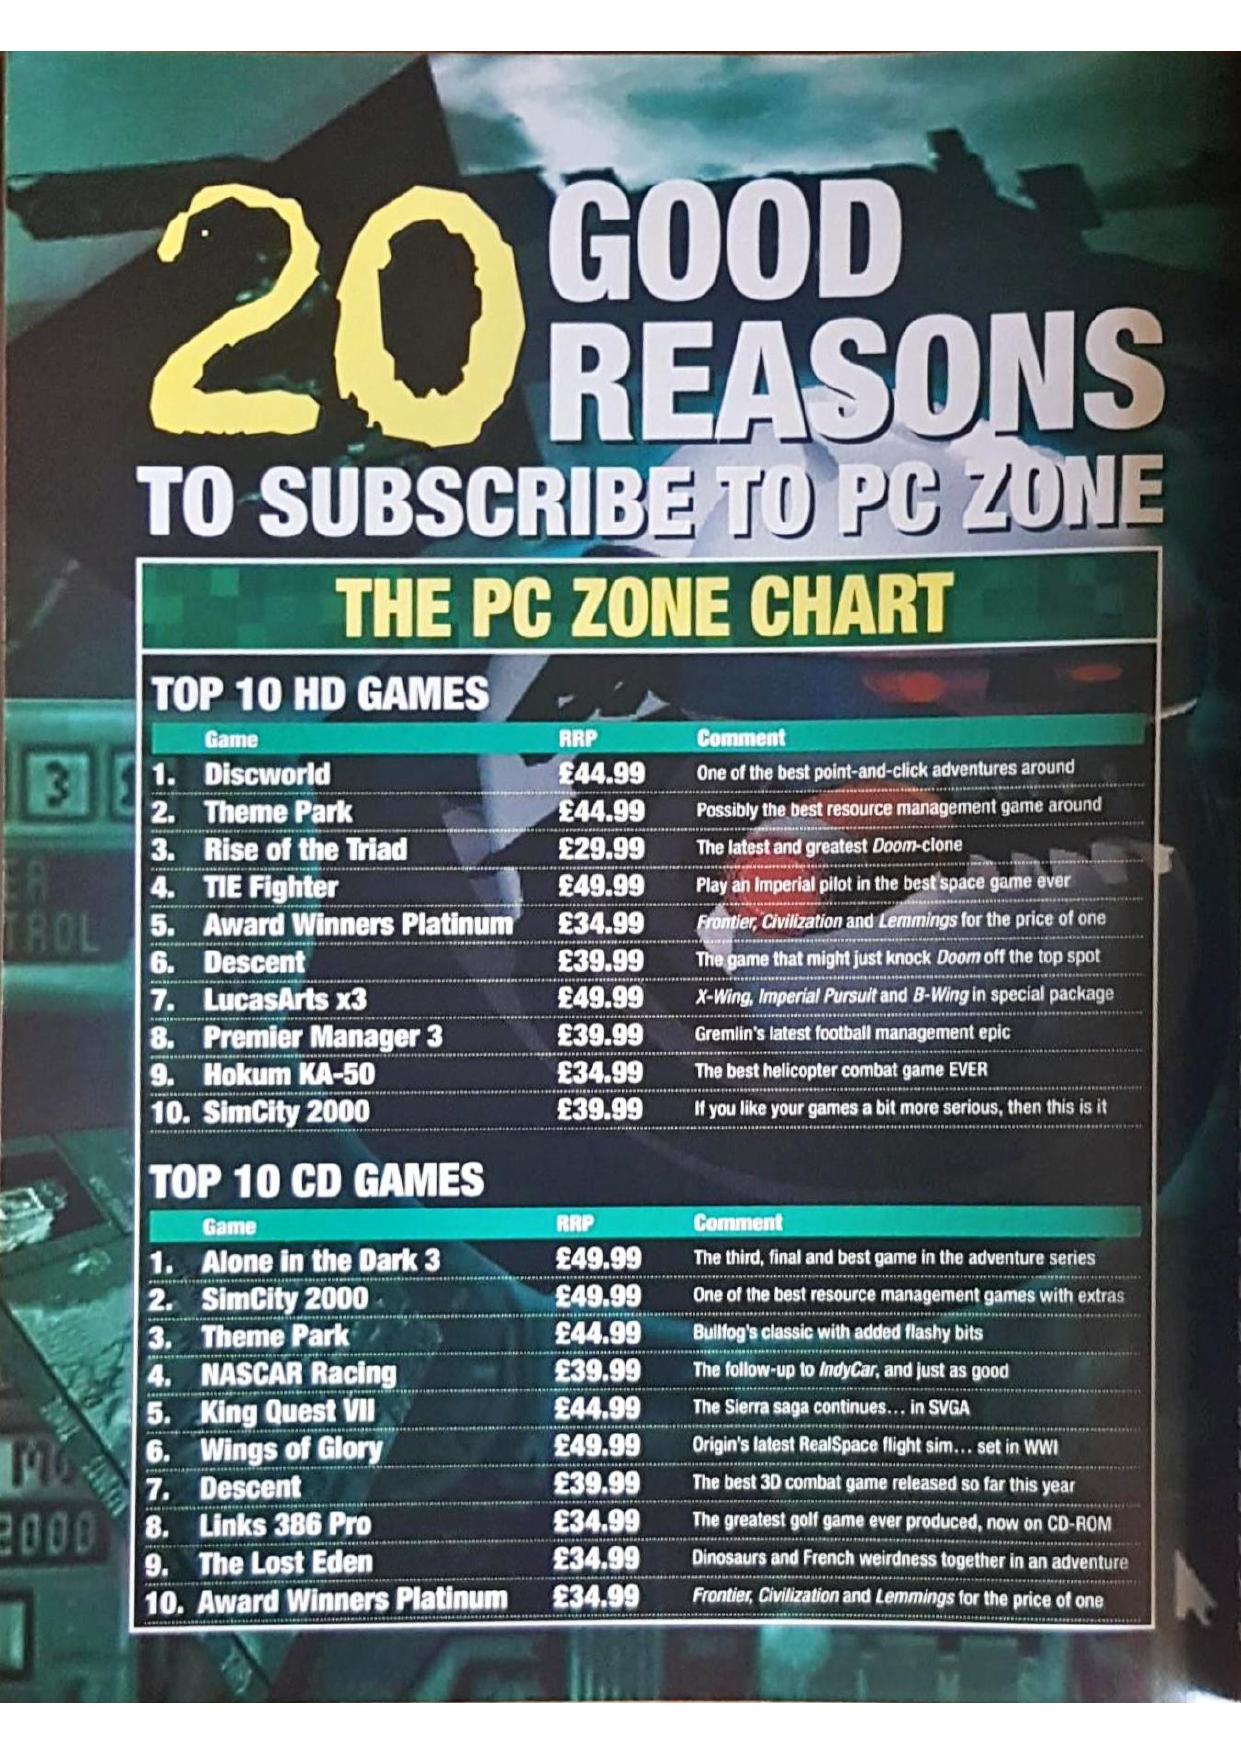 20 GOOD
REASONS
TO SUBSCRIBE TO PC ZONE
THE PC ZONE CHART
TOP 10 HD GAMES
Game RRP Comment
1. Discworld £44.99 One of the best point-and-click adventures around
2. Theme Park £44.99 Possibly the best resource management game around
3. Rise of the Triad £29.99 The latest and greatest Doom-clone
4. TIE Fighter £49.99 Play an Imperial pilot in the best space game ever
5. Award Winners Platinum £34.99 Frontier, Civilization and Lemmings for the price of one
6. Descent £39.99 The game that might just knock Doom off the top spot
7. LucasArts x3 £49.99 X-Wing, Imperial Pursuit and B-Wing in special package
8. Premier Manager 3 £39.99 Gremlin's latest football management epic
9. Hokum KA-50 £34.99 The best helicopter combat game EVER
10. SimCity 2000 £39.99 If you like your games a bit more serious, then this is it
TOP 10 CD GAMES
Game RRP Comment
1. Alone in the Dark 3 £49.99 The third, final and best game in the adventure series
2. SimCity 2000 £49.99 One of the best resource management games with extras
3. Theme Park £44.99 Bullfog's classic with added flashy bits
4. NASCAR Racing £39.99 The follow-up to IndyCar, and just as good
5. King Quest VII £44.99 The Sierra saga continues... in SVGA
6. Wings of Glory £49.99 Origin's latest RealSpace flight sim... set in WWI
7. Descent £39.99 The best 3D combat game released so far this year
8. Links 386 Pro £34.99 The greatest golf game ever produced, now on CD-ROM
9. The Lost Eden £34.99 Dinosaurs and French weirdness together in an adventure
10. Award Winners Platinum £34.99 Frontier, Civilization and Lemmings for the price of one